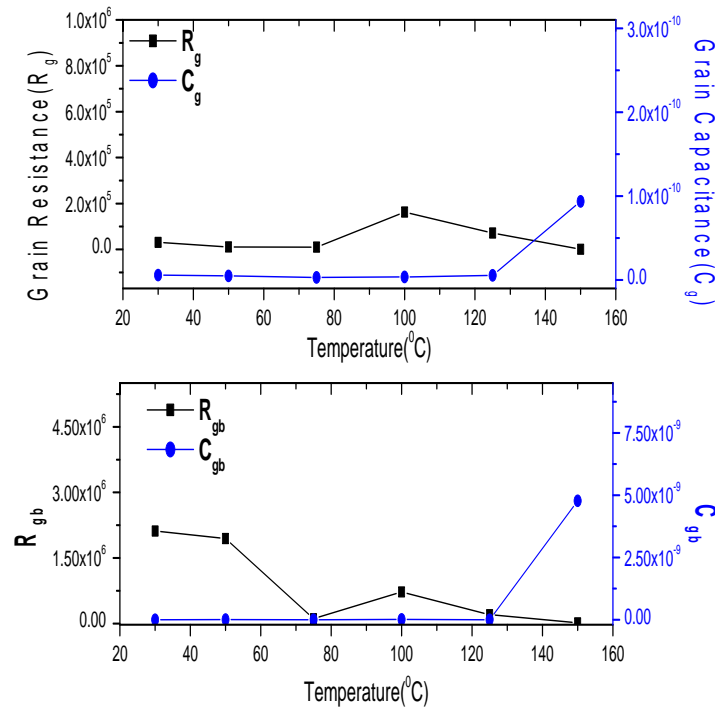 1.0x10^6
8.0x10^5
6.0x10^5
4.0x10^5
2.0x10^5
0.0
Grain Resistance(R_g)
R_g
C_g
3.0x10^-10
2.0x10^-10
1.0x10^-10
0.0
Grain Capacitance(C_g)
20 40 60 80 100 120 140 160
Temperature(^0C)
4.50x10^6
3.00x10^6
1.50x10^6
0.00
R_gb
R_gb
C_gb
7.50x10^-9
5.00x10^-9
2.50x10^-9
0.00
C_gb
20 40 60 80 100 120 140 160
Temperature(^0C)